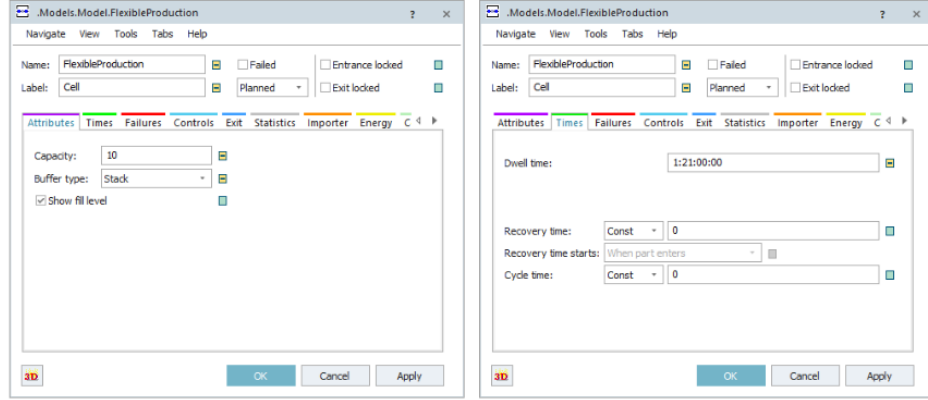 .Models.Model.FlexibleProduction ? ×
Navigate View Tools Tabs Help
Name: FlexibleProduction Failed Entrance locked
Label: Cell Planned Exit locked
Attributes Times Failures Controls Exit Statistics Importer Energy C
Capacity: 10
Buffer type: Stack
Show fill level
3D OK Cancel Apply
.Models.Model.FlexibleProduction ? ×
Navigate View Tools Tabs Help
Name: FlexibleProduction Failed Entrance locked
Label: Cell Planned Exit locked
Attributes Times Failures Controls Exit Statistics Importer Energy C
Dwell time: 1:21:00:00
Recovery time: Const 0
Recovery time starts: When part enters
Cycle time: Const 0
3D OK Cancel Apply